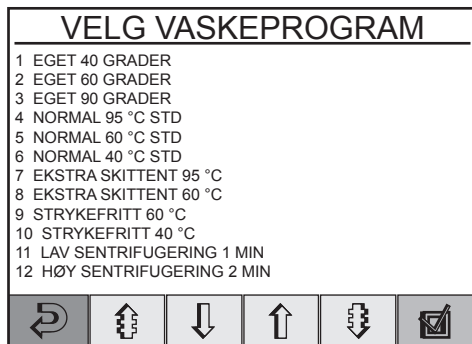 VELG VASKEPROGRAM
1 EGET 40 GRADER
2 EGET 60 GRADER
3 EGET 90 GRADER
4 NORMAL 95 °C STD
5 NORMAL 60 °C STD
6 NORMAL 40 °C STD
7 EKSTRA SKITTENT 95 °C
8 EKSTRA SKITTENT 60 °C
9 STRYKEFRITT 60 °C
10 STRYKEFRITT 40 °C
11 LAV SENTRIFUGERING 1 MIN
12 HØY SENTRIFUGERING 2 MIN